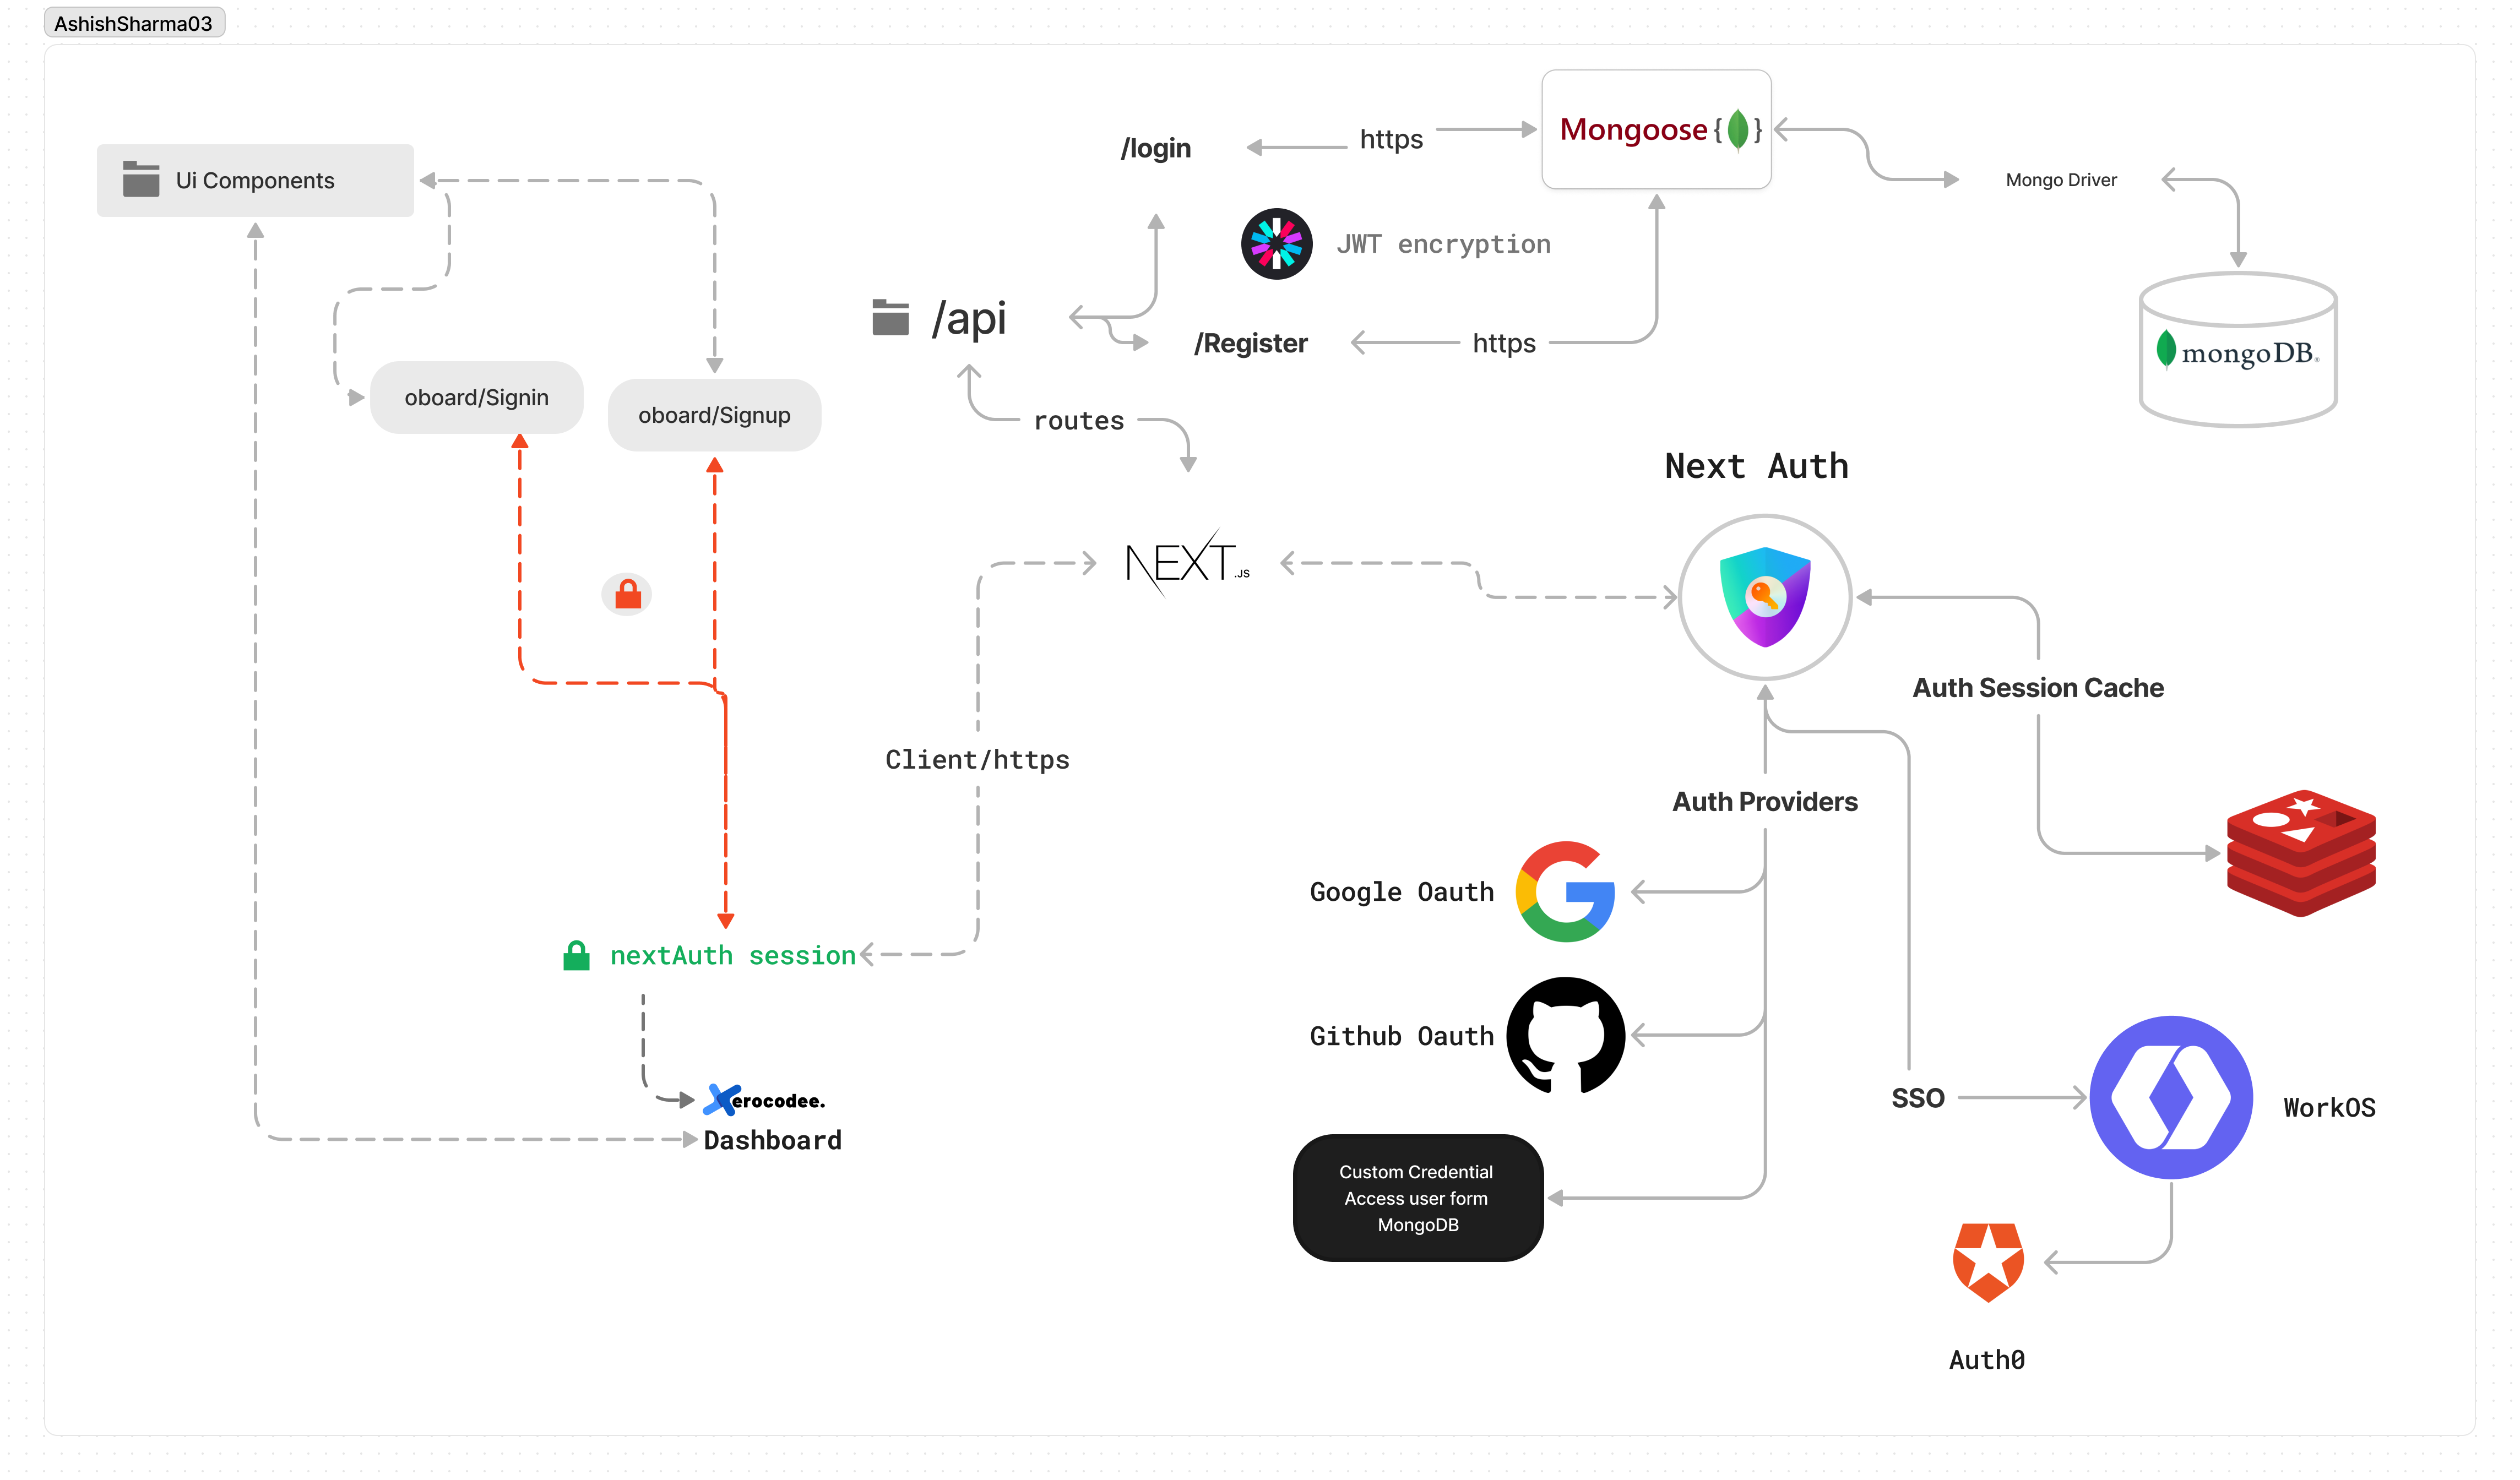 AshishSharma03
Ui Components
/login
https
Mongoose{ }
Mongo Driver
JWT encryption
/api
/Register
https
mongoDB®
oboard/Signin
oboard/Signup
routes
Next Auth
NEXT.JS
Auth Session Cache
Client/https
Auth Providers
Google Oauth
nextAuth session
Github Oauth
erocodee.
Dashboard
SSO
WorkOS
Custom Credential
Access user form
MongoDB
Auth0